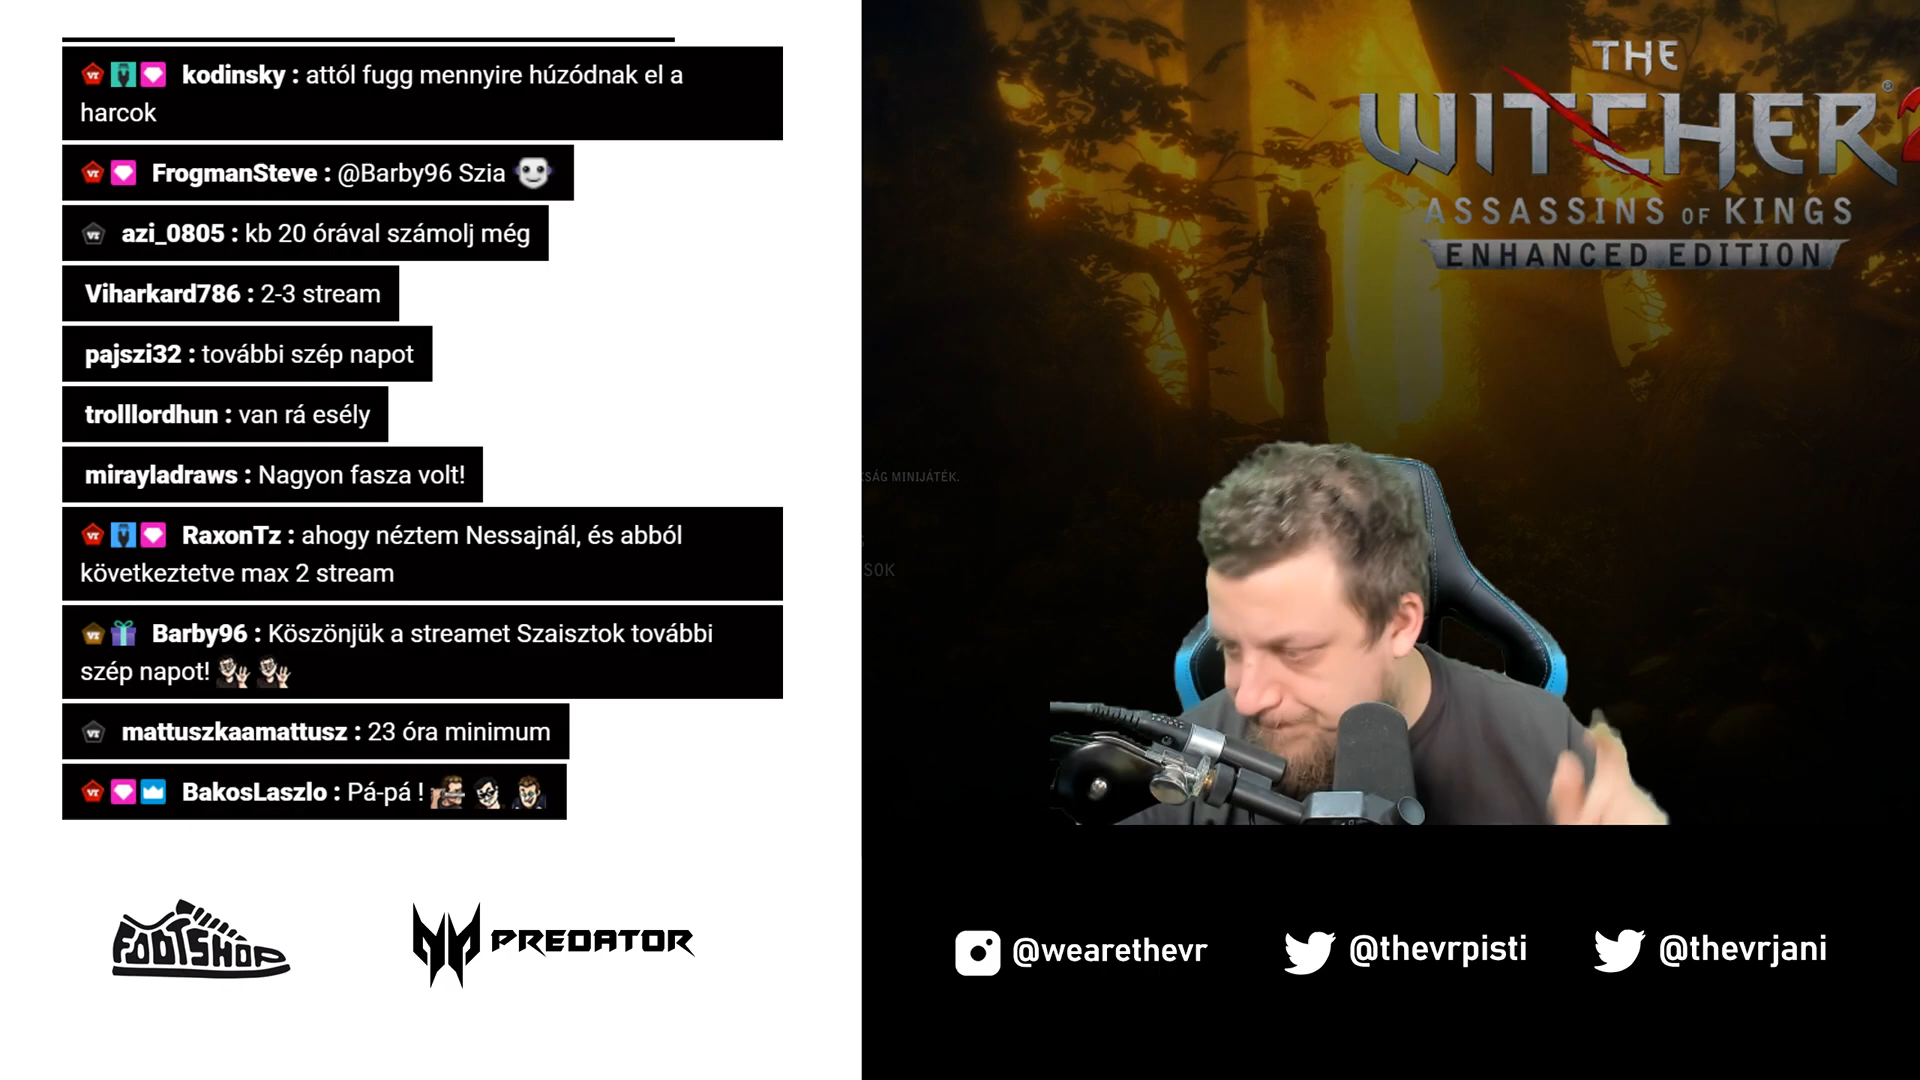 kodinsky : attól fugg mennyire húzódnak el a
harcok
FrogmanSteve : @Barby96 Szia
azi_0805 : kb 20 órával számolj még
Viharkard786 : 2-3 stream
pajszi32 : további szép napot
trolllordhun : van rá esély
mirayladraws : Nagyon fasza volt!
RaxonTz : ahogy néztem Nessajnál, és abból
következtetve max 2 stream
Barby96 : Köszönjük a streamet Szaisztok további
szép napot!
mattuszkaamattusz : 23 óra minimum
BakosLaszlo : Pá-pá !
FOOTSHOP
PREDATOR
THE
WITCHER 2
ASSASSINS OF KINGS
ENHANCED EDITION
SÁG MINIJÁTÉK.
SOK
@wearethevr
@thevrpisti
@thevrjani